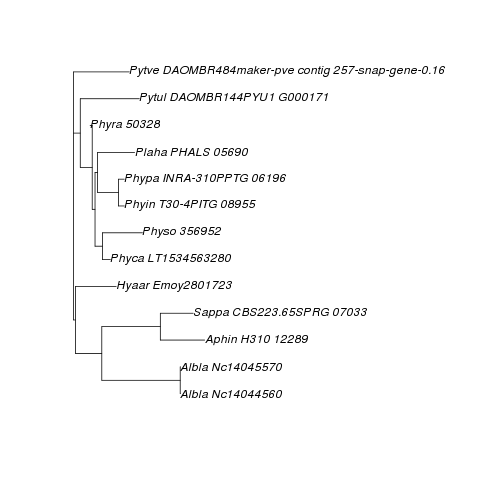 Pytve DAOMBR484maker-pve contig 257-snap-gene-0.16
Pytul DAOMBR144PYU1 G000171
Phyra 50328
Plaha PHALS 05690
Phypa INRA-310PPTG 06196
Phyin T30-4PITG 08955
Physo 356952
Phyca LT1534563280
Hyaar Emoy2801723
Sappa CBS223.65SPRG 07033
Aphin H310 12289
Albla Nc14045570
Albla Nc14044560